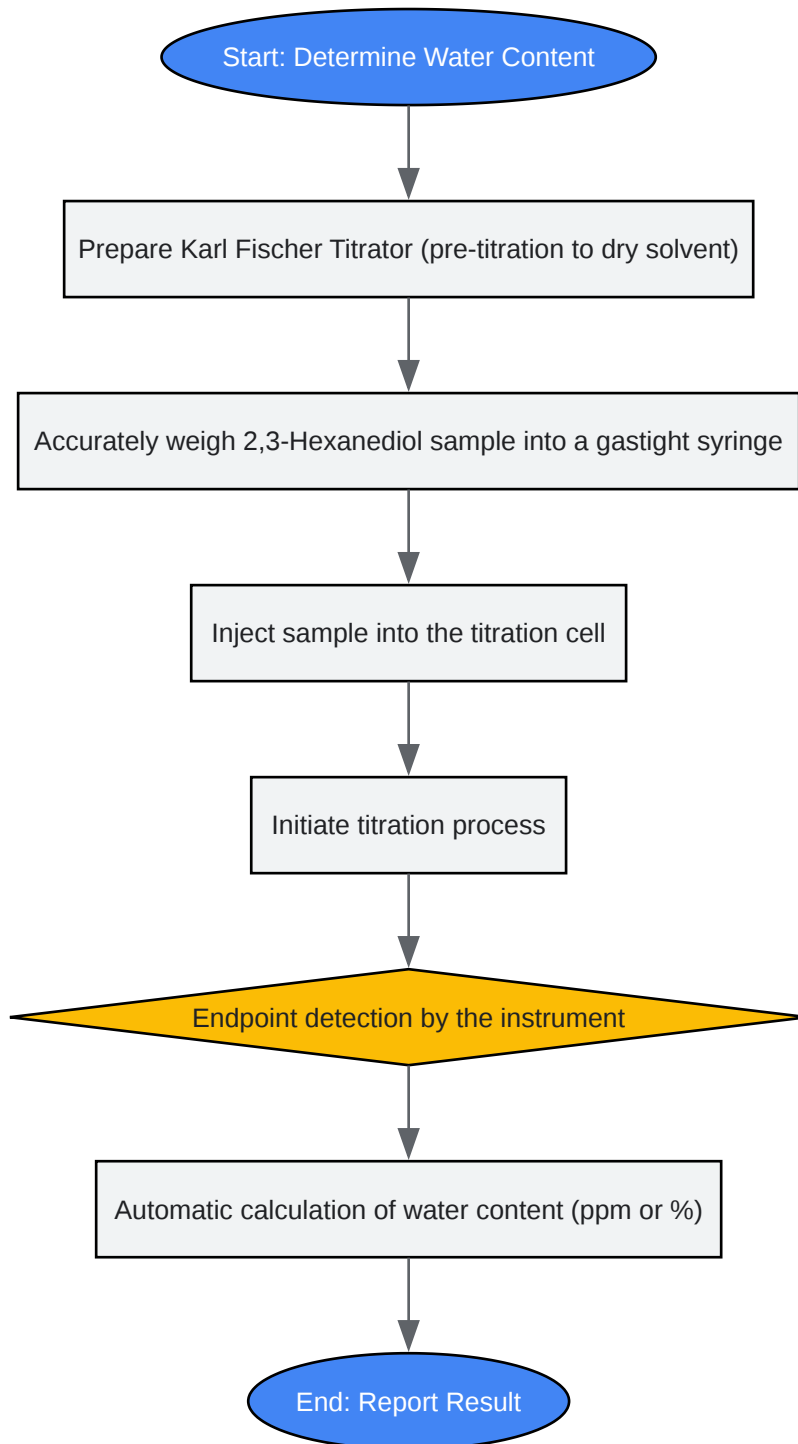 Start: Determine Water Content
Prepare Karl Fischer Titrator (pre-titration to dry solvent)
Accurately weigh 2,3-Hexanediol sample into a gastight syringe
Inject sample into the titration cell
Initiate titration process
Endpoint detection by the instrument
Automatic calculation of water content (ppm or %)
End: Report Result